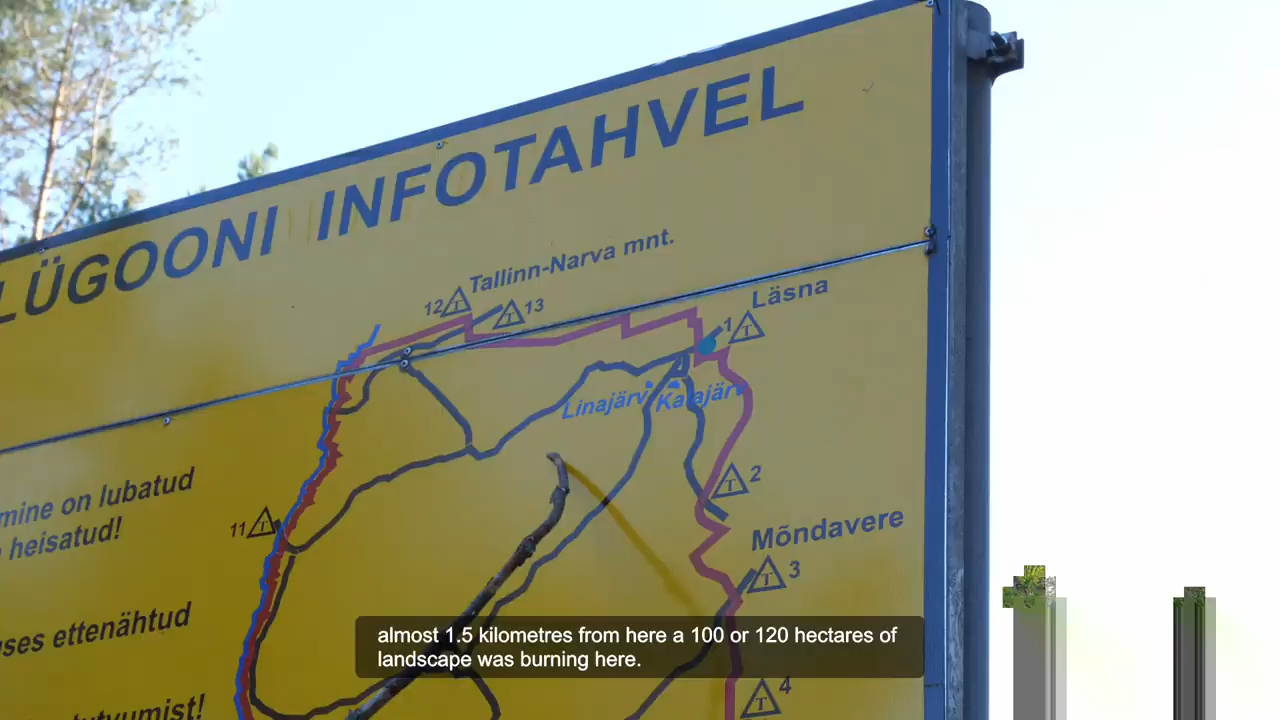 LÜGOONI INFOTAHVEL
Tallinn-Narva mnt.
12 T
T 13
Läsna
1 T
Linajärv Kalajärv
T 2
mine on lubatud
heisatud!
11 T
Mõndavere
T 3
ettenähtud
almost 1.5 kilometres from here a 100 or 120 hectares of
landscape was burning here.
T 4